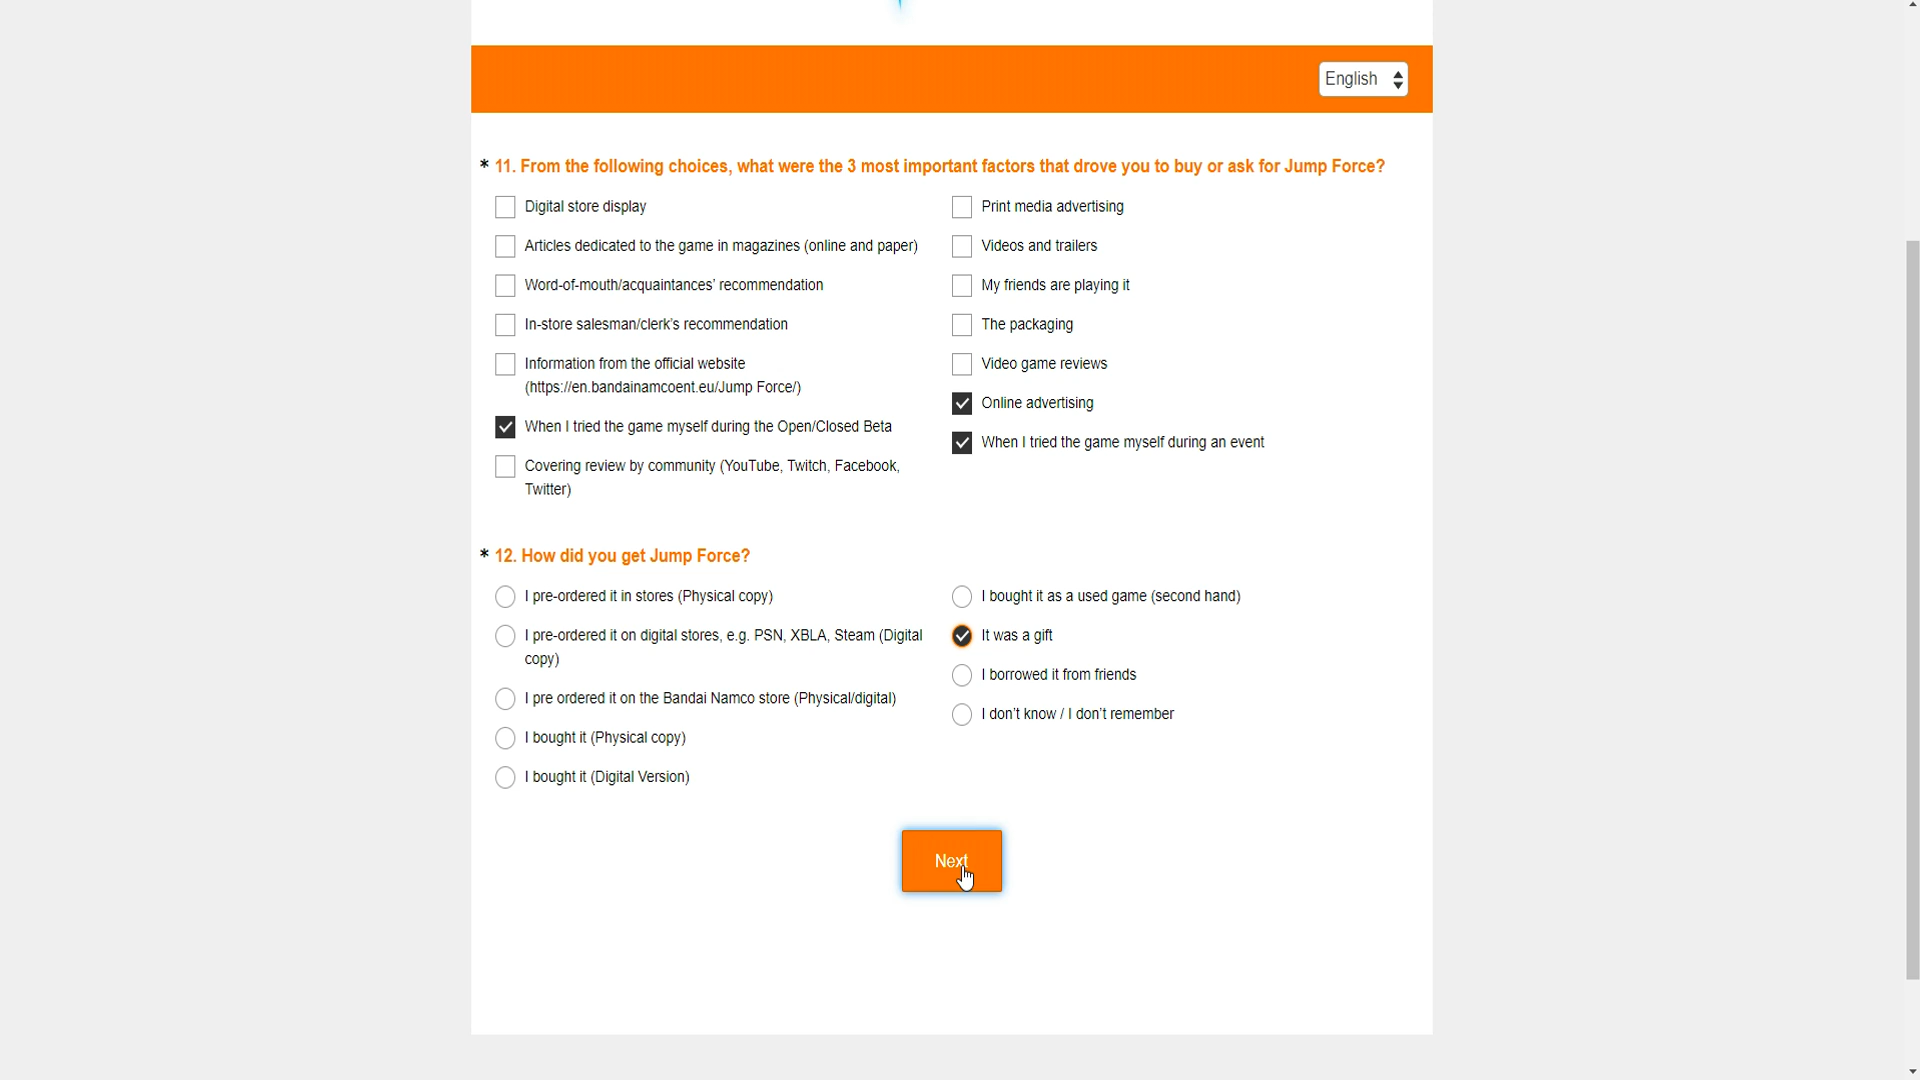 English
* 11. From the following choices, what were the 3 most important factors that drove you to buy or ask for Jump Force?
Digital store display
Articles dedicated to the game in magazines (online and paper)
Word-of-mouth/acquaintances' recommendation
In-store salesman/clerk's recommendation
Information from the official website
(https://en.bandainamcoent.eu/Jump Force/)
When I tried the game myself during the Open/Closed Beta
Covering review by community (YouTube, Twitch, Facebook,
Twitter)
Print media advertising
Videos and trailers
My friends are playing it
The packaging
Video game reviews
Online advertising
When I tried the game myself during an event
* 12. How did you get Jump Force?
I pre-ordered it in stores (Physical copy)
I pre-ordered it on digital stores, e.g. PSN, XBLA, Steam (Digital
copy)
I pre ordered it on the Bandai Namco store (Physical/digital)
I bought it (Physical copy)
I bought it (Digital Version)
I bought it as a used game (second hand)
It was a gift
I borrowed it from friends
I don't know / I don't remember
Next